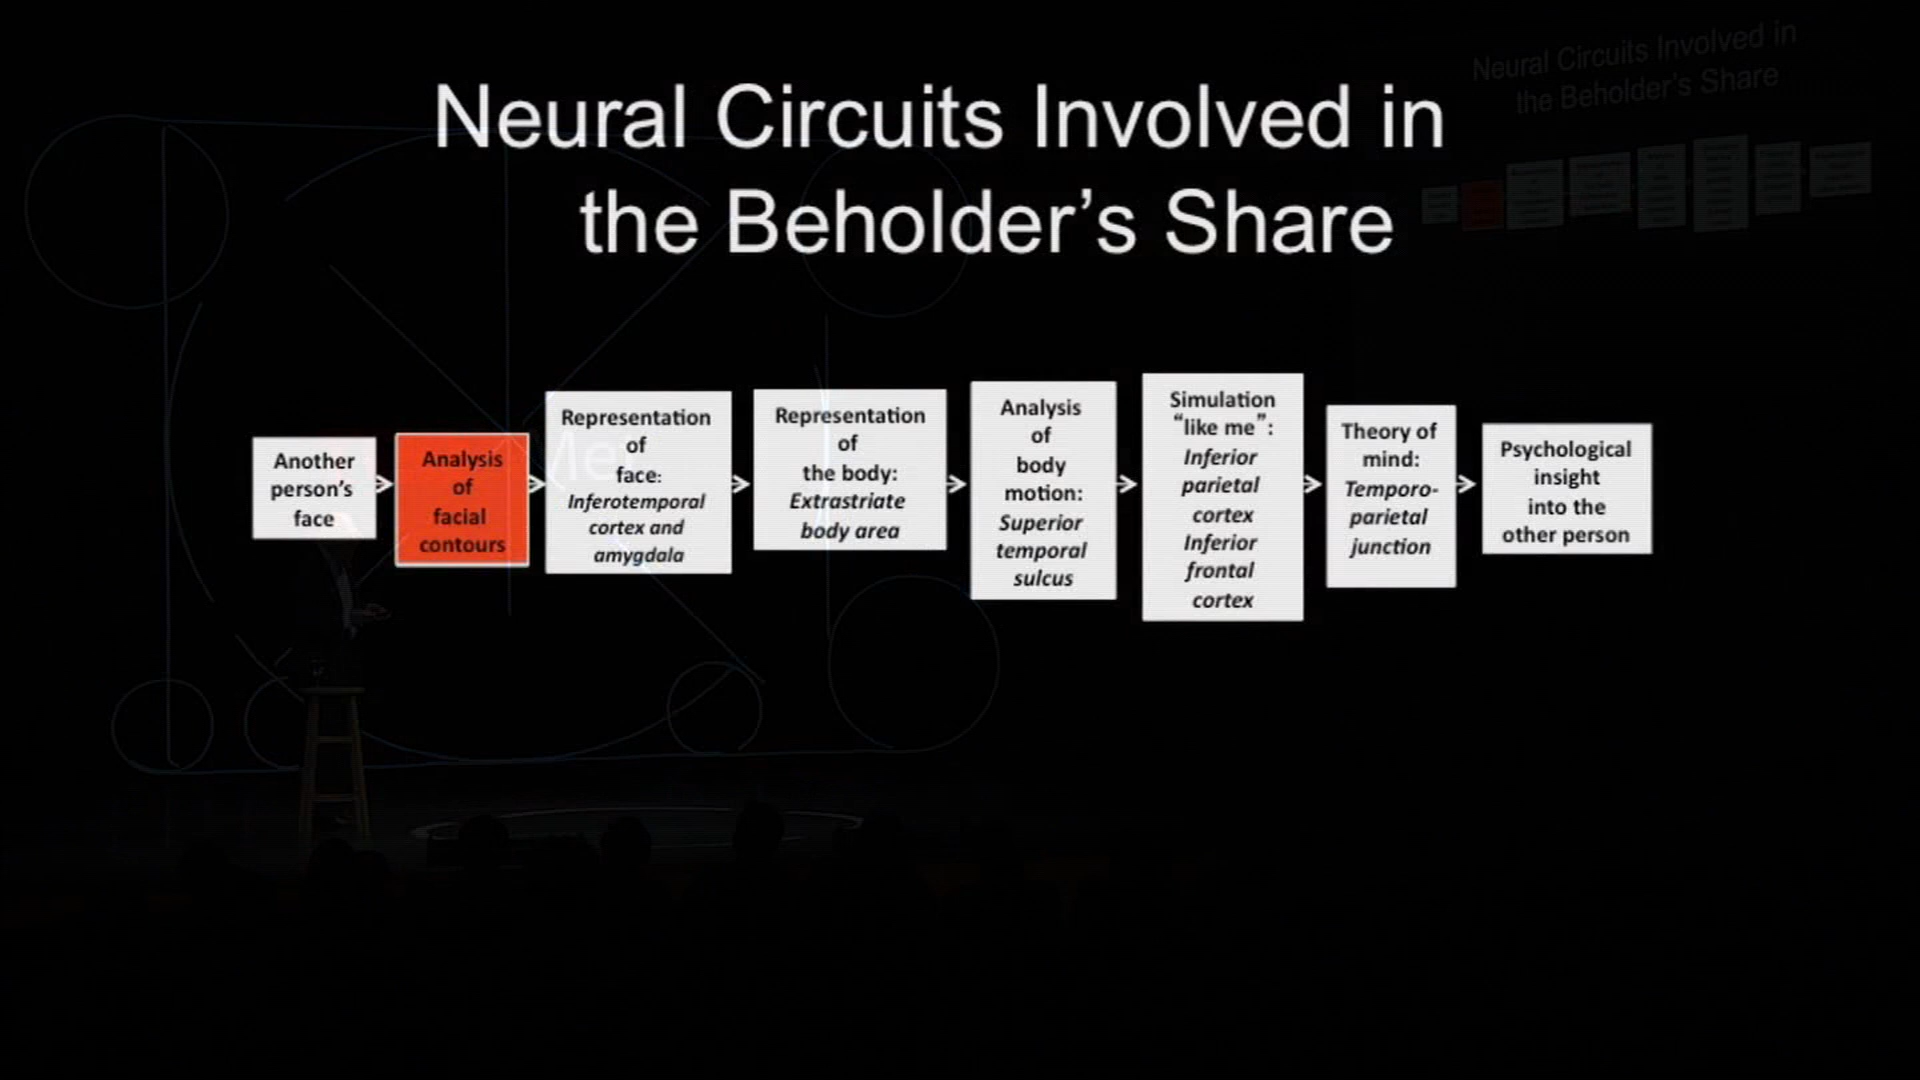 Neural Circuits Involved in
the Beholder's Share
Another
person's
face
Analysis
of
facial
contours
Representation
of
face:
Inferotemporal
cortex and
amygdala
Representation
of
the body:
Extrastriate
body area
Analysis
of
body
motion:
Superior
temporal
sulcus
Simulation
“like me”:
Inferior
parietal
cortex
Inferior
frontal
cortex
Theory of
mind:
Temporo-
parietal
junction
Psychological
insight
into the
other person
Neural Circuits Involved in
the Beholder's Share